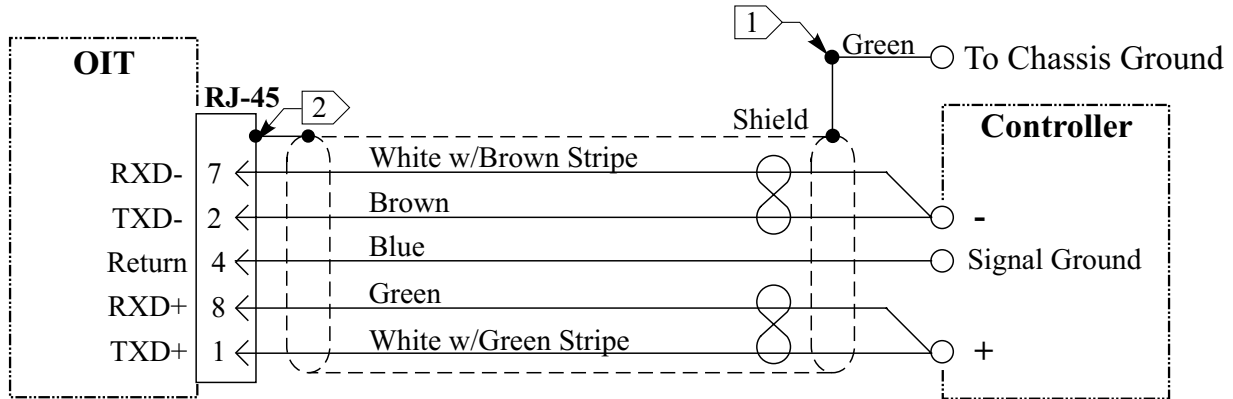 1
Green To Chassis Ground
OIT
RJ-45
2
Shield
Controller
RXD- 7 White w/Brown Stripe
TXD- 2 Brown -
Return 4 Blue Signal Ground
RXD+ 8 Green
TXD+ 1 White w/Green Stripe +